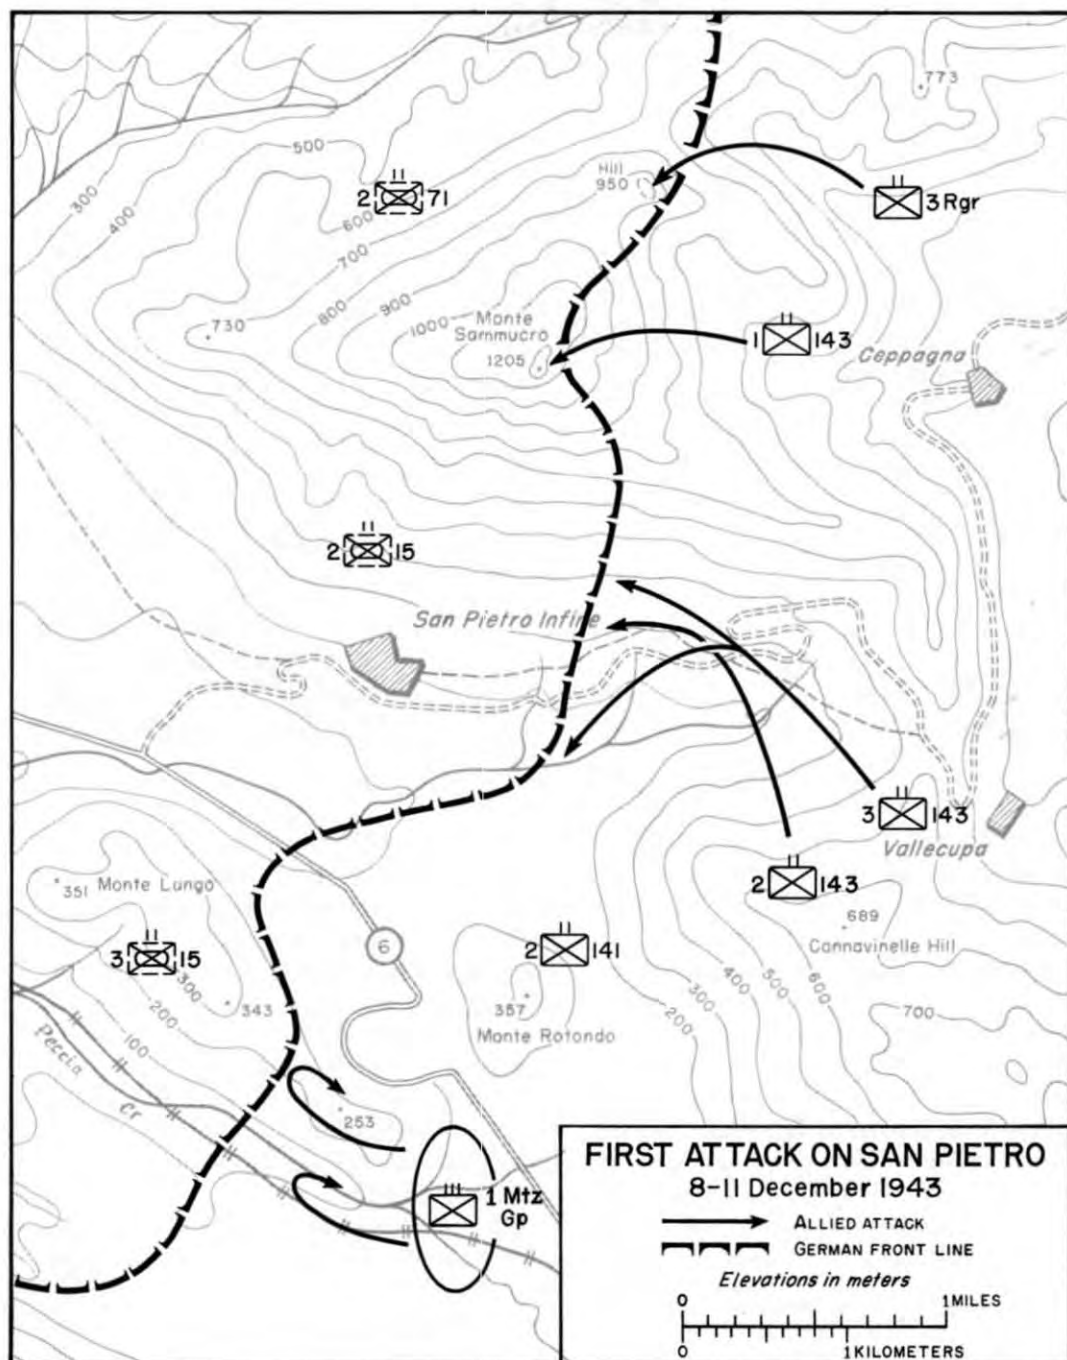 773
500
300
400
2 71
600
Hill
950
3 Rgr
700
800
900
1000
730
Monte
Sammucro
1205
1 143
Ceppagna
2 15
San Pietro Infine
3 143
Vallecupa
2 143
351 Monte Lungo
689
Cannavinelle Hill
6
2 141
3 15
300
343
200
100
357
Monte Rotondo
200
300
400
500
600
700
Peccia
Cr
253
1 Mtz
Gp
FIRST ATTACK ON SAN PIETRO
8-11 December 1943
ALLIED ATTACK
GERMAN FRONT LINE
Elevations in meters
0 1 MILES
0 1 KILOMETERS